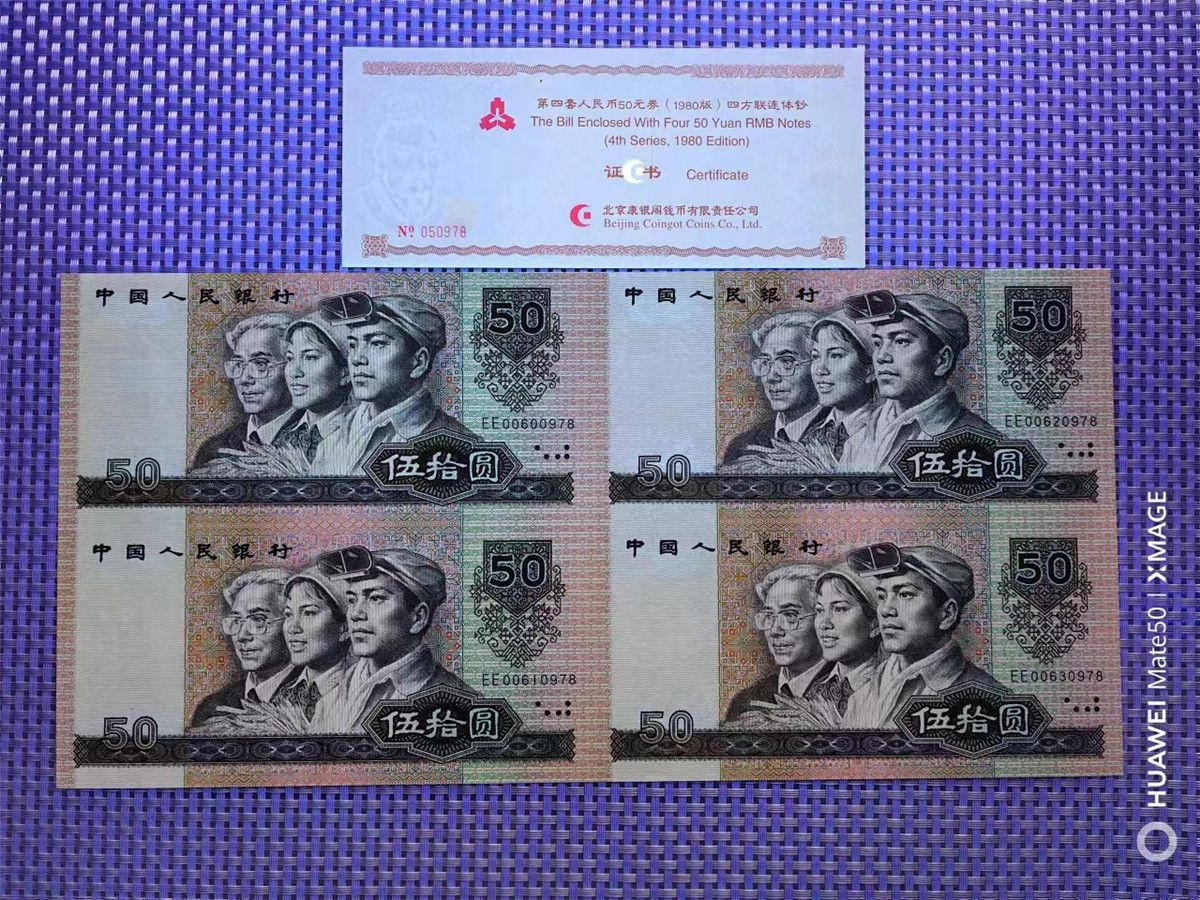 第四套人民币50元券（1980版）四方联连体钞
The Bill Enclosed With Four 50 Yuan RMB Notes
(4th Series, 1980 Edition)
证 书 Certificate
北京康银阁钱币有限责任公司
Beijing Coingot Coins Co., Ltd.
Nº 050978
中国人民银行
50
EE00600978
伍拾圆
50
中国人民银行
50
EE00620978
伍拾圆
50
中国人民银行
50
EE00610978
伍拾圆
50
中国人民银行
50
EE00630978
伍拾圆
50
HUAWEI Mate50 | XMAGE